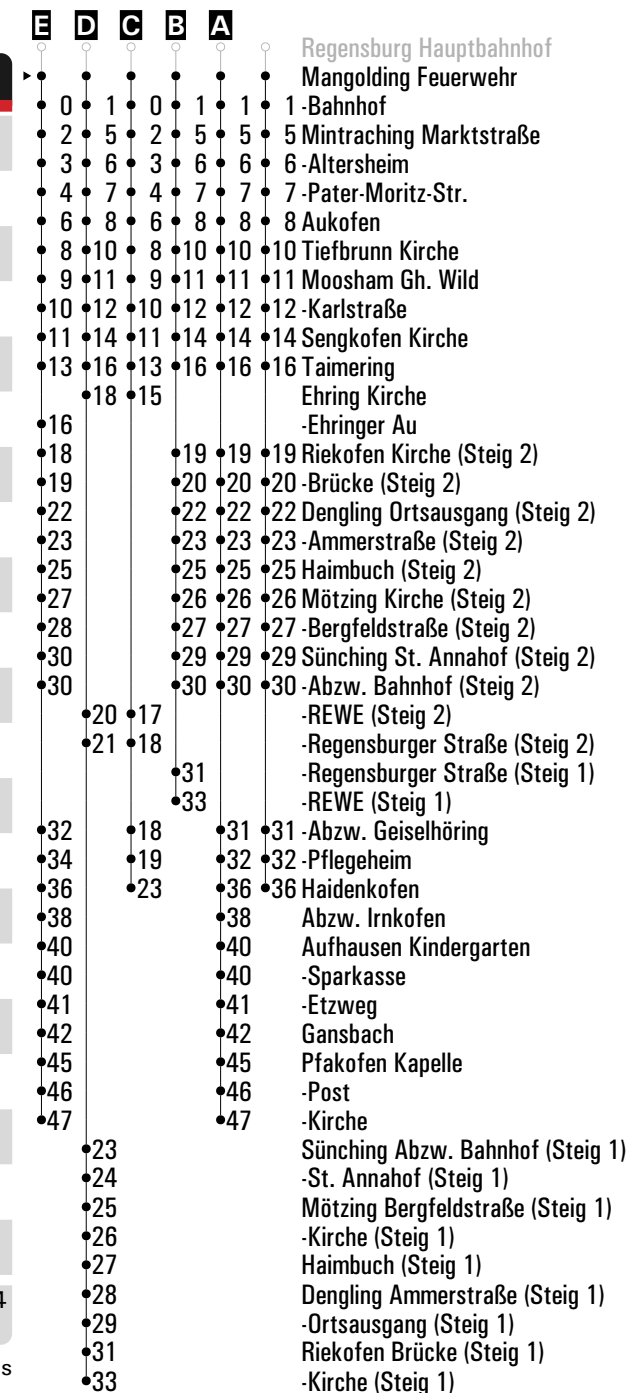 E D C B A
Regensburg Hauptbahnhof
Mangolding Feuerwehr
0 1 0 1 1 1 -Bahnhof
2 5 2 5 5 5 Mintraching Marktstraße
3 6 3 6 6 6 -Altersheim
4 7 4 7 7 7 -Pater-Moritz-Str.
6 8 6 8 8 8 Aukofen
8 10 8 10 10 10 Tiefbrunn Kirche
9 11 9 11 11 11 Moosham Gh. Wild
10 12 10 12 12 12 -Karlstraße
11 14 11 14 14 14 Sengkofen Kirche
13 16 13 16 16 16 Taimering
18 15 Ehring Kirche
16 -Ehringer Au
18 19 19 19 Riekofen Kirche (Steig 2)
19 20 20 20 -Brücke (Steig 2)
22 22 22 22 Dengling Ortsausgang (Steig 2)
23 23 23 23 -Ammerstraße (Steig 2)
25 25 25 25 Haimbuch (Steig 2)
27 26 26 26 Mötzing Kirche (Steig 2)
28 27 27 27 -Bergfeldstraße (Steig 2)
30 29 29 29 Sünching St. Annahof (Steig 2)
30 30 30 30 -Abzw. Bahnhof (Steig 2)
20 17 -REWE (Steig 2)
21 18 -Regensburger Straße (Steig 2)
31 -Regensburger Straße (Steig 1)
33 -REWE (Steig 1)
32 18 31 31 -Abzw. Geiselhöring
34 19 32 32 -Pflegeheim
36 23 36 36 Haidenkofen
38 38 Abzw. Irnkofen
40 40 Aufhausen Kindergarten
40 40 -Sparkasse
41 41 -Etzweg
42 42 Gansbach
45 45 Pfakofen Kapelle
46 46 -Post
47 47 -Kirche
23 Sünching Abzw. Bahnhof (Steig 1)
24 -St. Annahof (Steig 1)
25 Mötzing Bergfeldstraße (Steig 1)
26 -Kirche (Steig 1)
27 Haimbuch (Steig 1)
4 28 Dengling Ammerstraße (Steig 1)
29 -Ortsausgang (Steig 1)
s 31 Riekofen Brücke (Steig 1)
33 -Kirche (Steig 1)